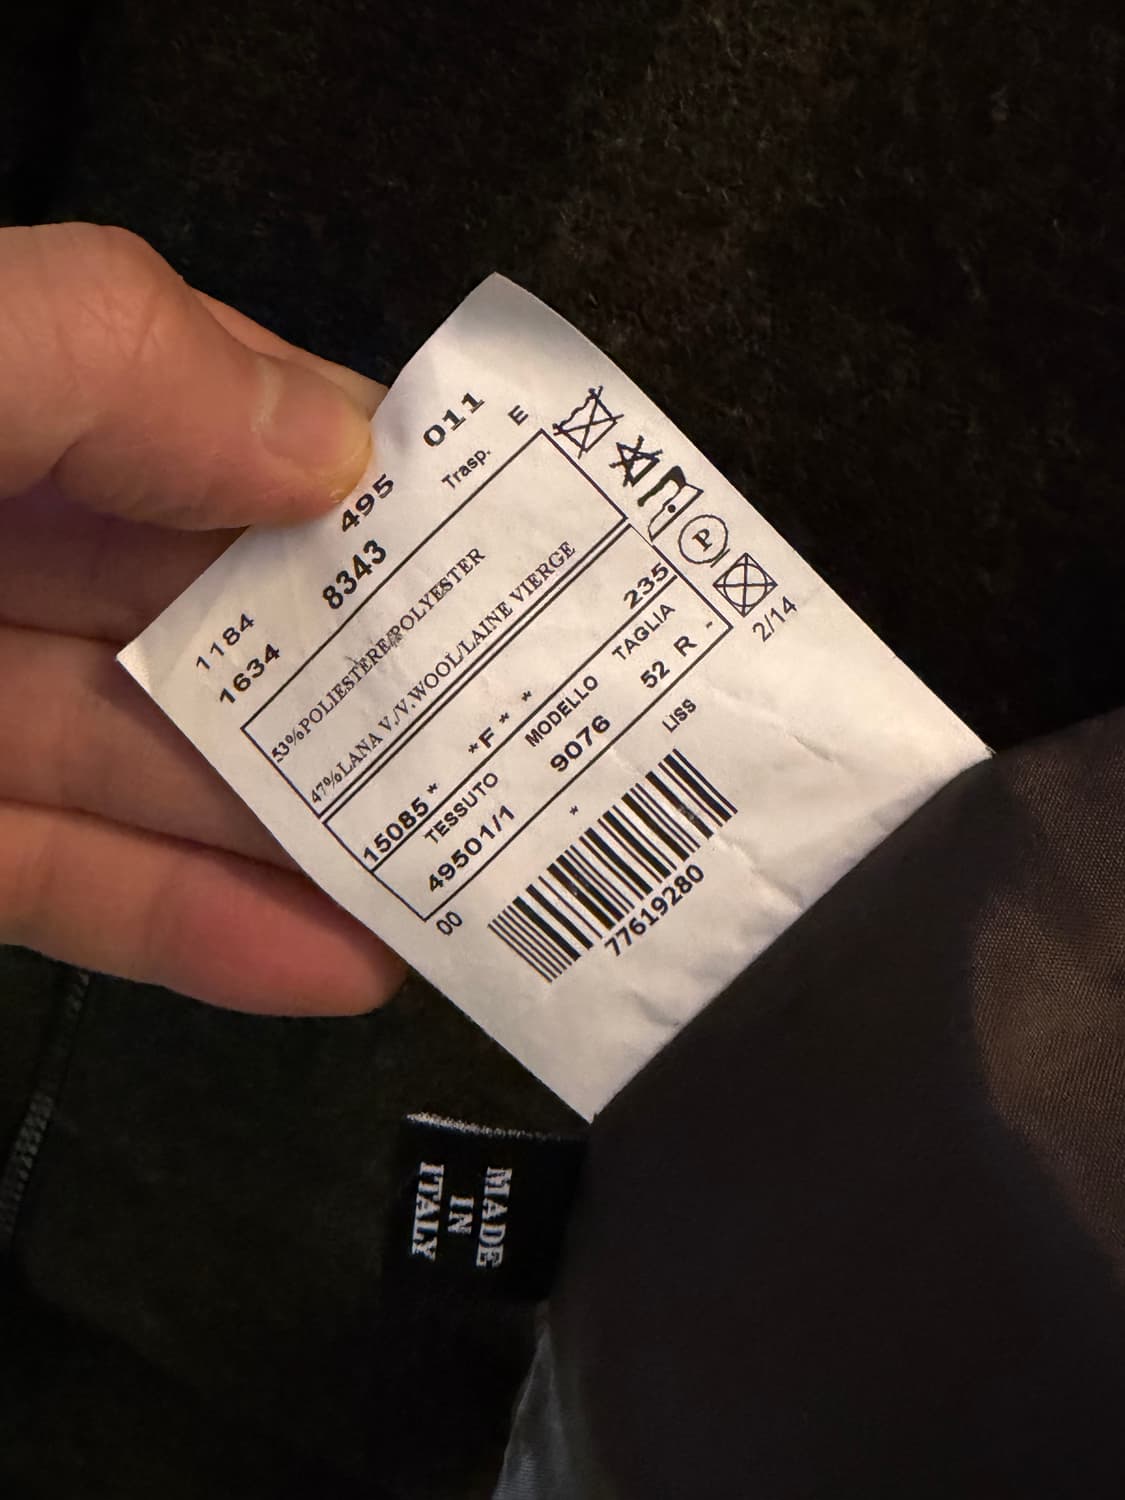 1184 495 011
1634 8343 Trasp. E
53%POLIESTERE/POLYESTER
47%LANA V./V.WOOL/LAINE VIERGE
15085* *F* * 235
TESSUTO MODELLO TAGLIA
49501/1 9076 52 R -
00 * LISS
77619280
P
2/14
MADE
IN
ITALY